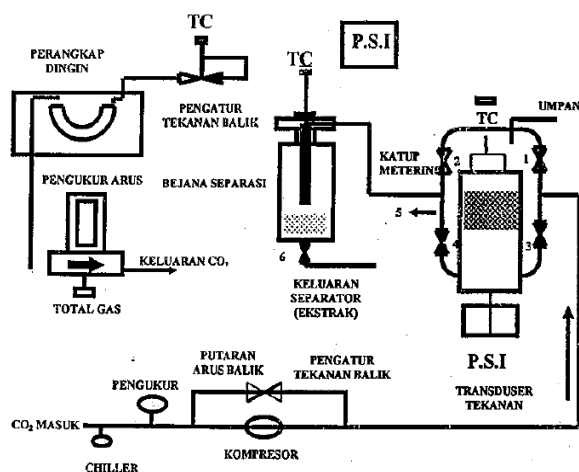 TC
PERANGKAP
DINGIN
PENGATUR
TEKANAN BALIK
TC
P.S.I
TC
UMPAN
KATUP
METERING
2
1
5
4
3
BEJANA SEPARASI
PENGUKUR ARUS
KELUARAN CO₂
TOTAL GAS
6
KELUARAN
SEPARATOR
(EKSTRAK)
P.S.I
TRANSDUSER
TEKANAN
PUTARAN
ARUS BALIK
PENGATUR
TEKANAN BALIK
PENGUKUR
CO₂ MASUK
KOMPRESOR
CHILLER